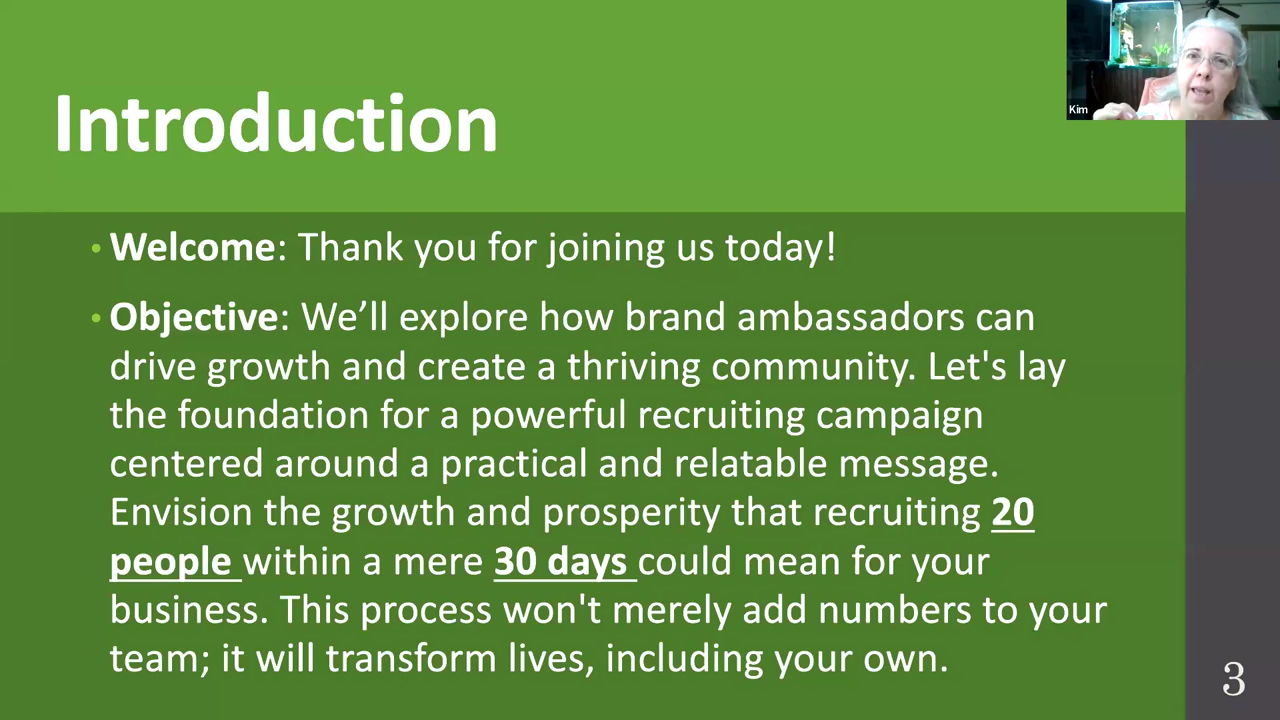 Kim
Introduction
• Welcome: Thank you for joining us today!
• Objective: We’ll explore how brand ambassadors can
drive growth and create a thriving community. Let's lay
the foundation for a powerful recruiting campaign
centered around a practical and relatable message.
Envision the growth and prosperity that recruiting 20
people within a mere 30 days could mean for your
business. This process won't merely add numbers to your
team; it will transform lives, including your own.
3